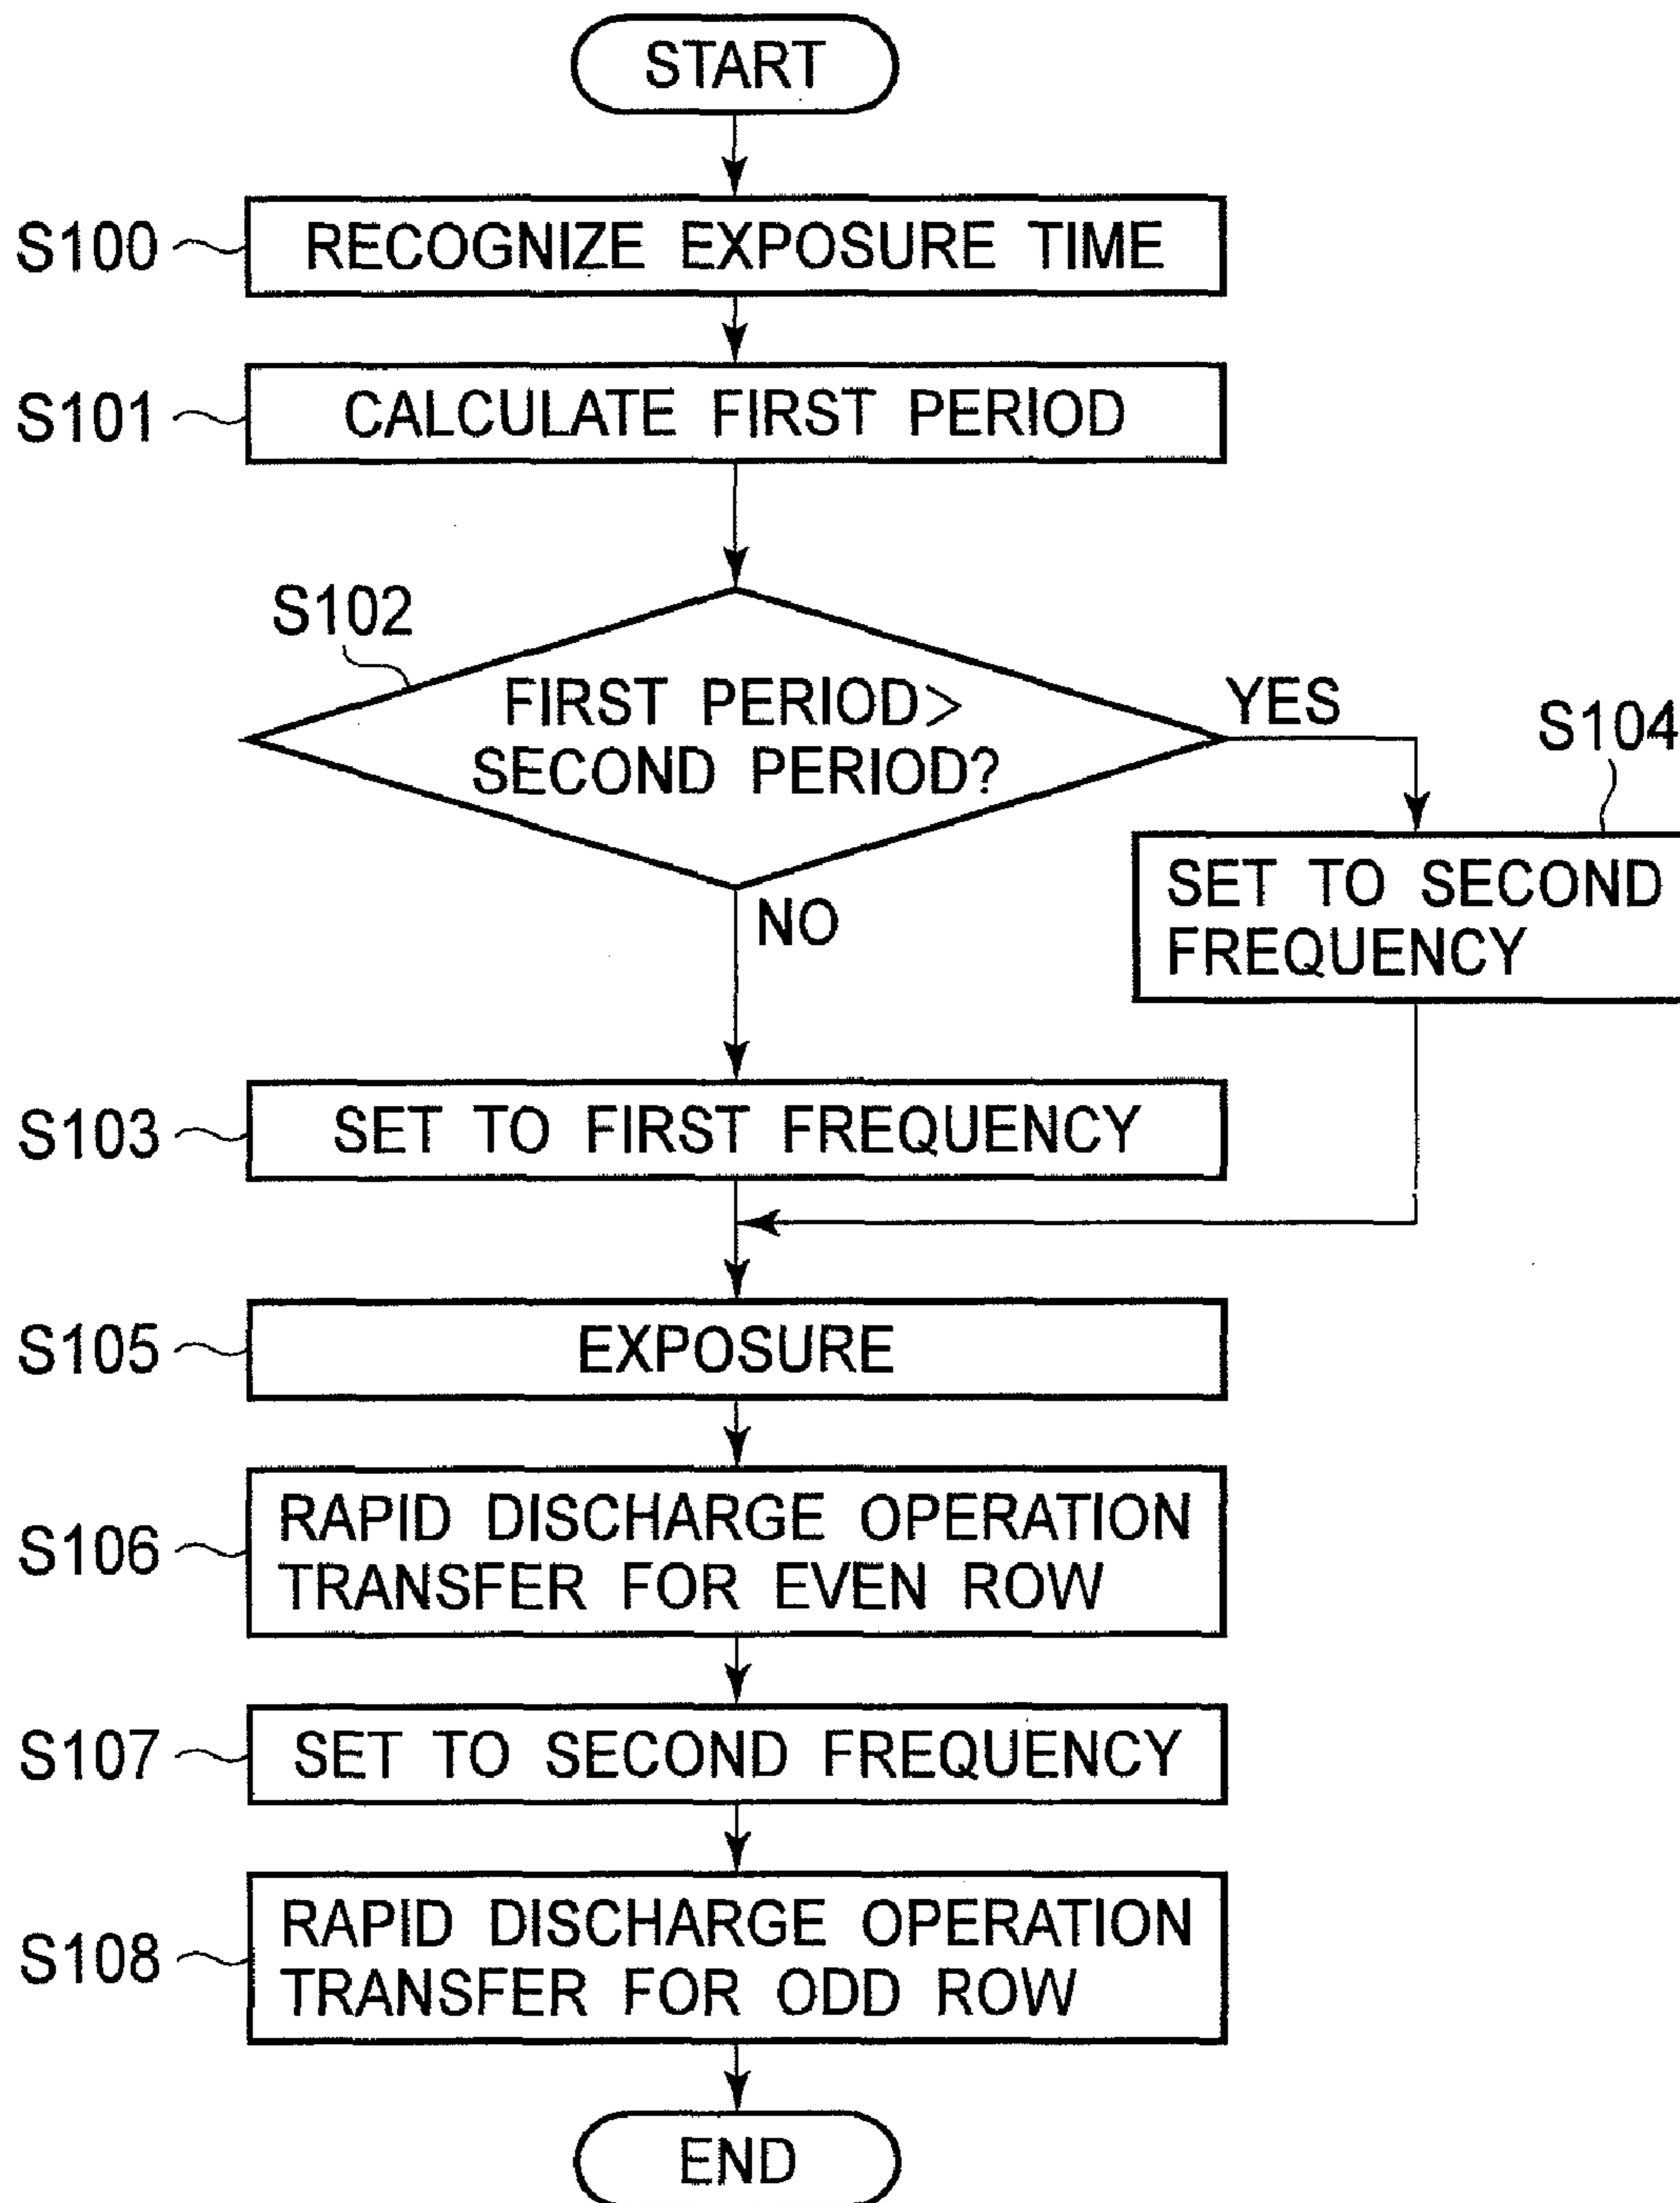 START
S100
RECOGNIZE EXPOSURE TIME
S101
CALCULATE FIRST PERIOD
S102
FIRST PERIOD>
SECOND PERIOD?
YES
S104
SET TO SECOND
FREQUENCY
NO
S103
SET TO FIRST FREQUENCY
S105
EXPOSURE
S106
RAPID DISCHARGE OPERATION
TRANSFER FOR EVEN ROW
S107
SET TO SECOND FREQUENCY
S108
RAPID DISCHARGE OPERATION
TRANSFER FOR ODD ROW
END